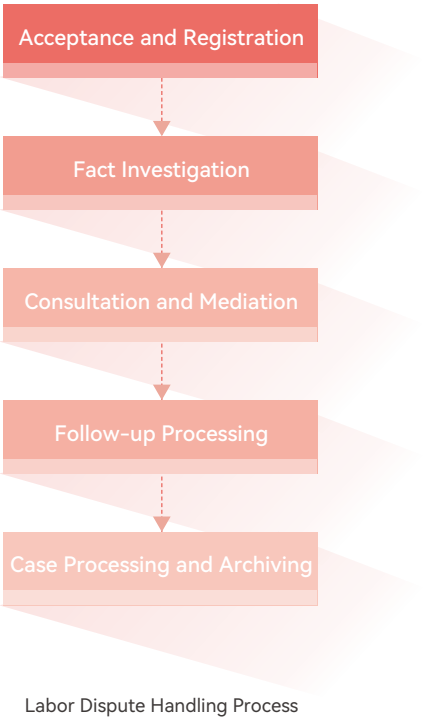 Acceptance and Registration
Fact Investigation
Consultation and Mediation
Follow-up Processing
Case Processing and Archiving
Labor Dispute Handling Process